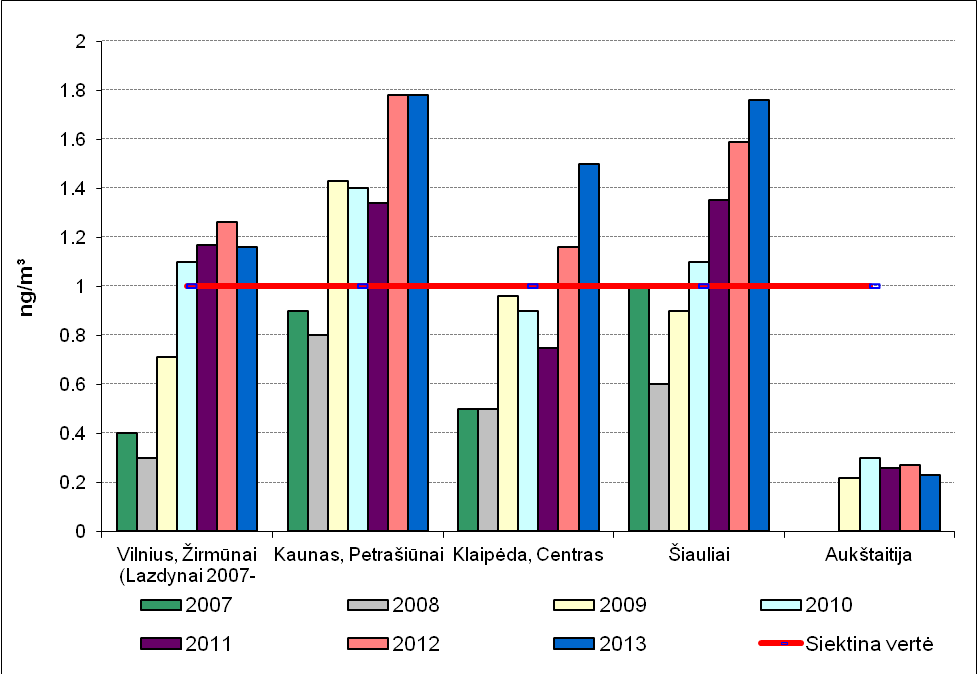 2
1.8
1.6
1.4
1.2
1
0.8
0.6
0.4
0.2
0
ng/m³
Vilnius, Žirmūnai
(Lazdynai 2007-
Kaunas, Petrašiūnai
Klaipėda, Centras
Šiauliai
Aukštaitija
2007
2008
2009
2010
2011
2012
2013
Siektina vertė